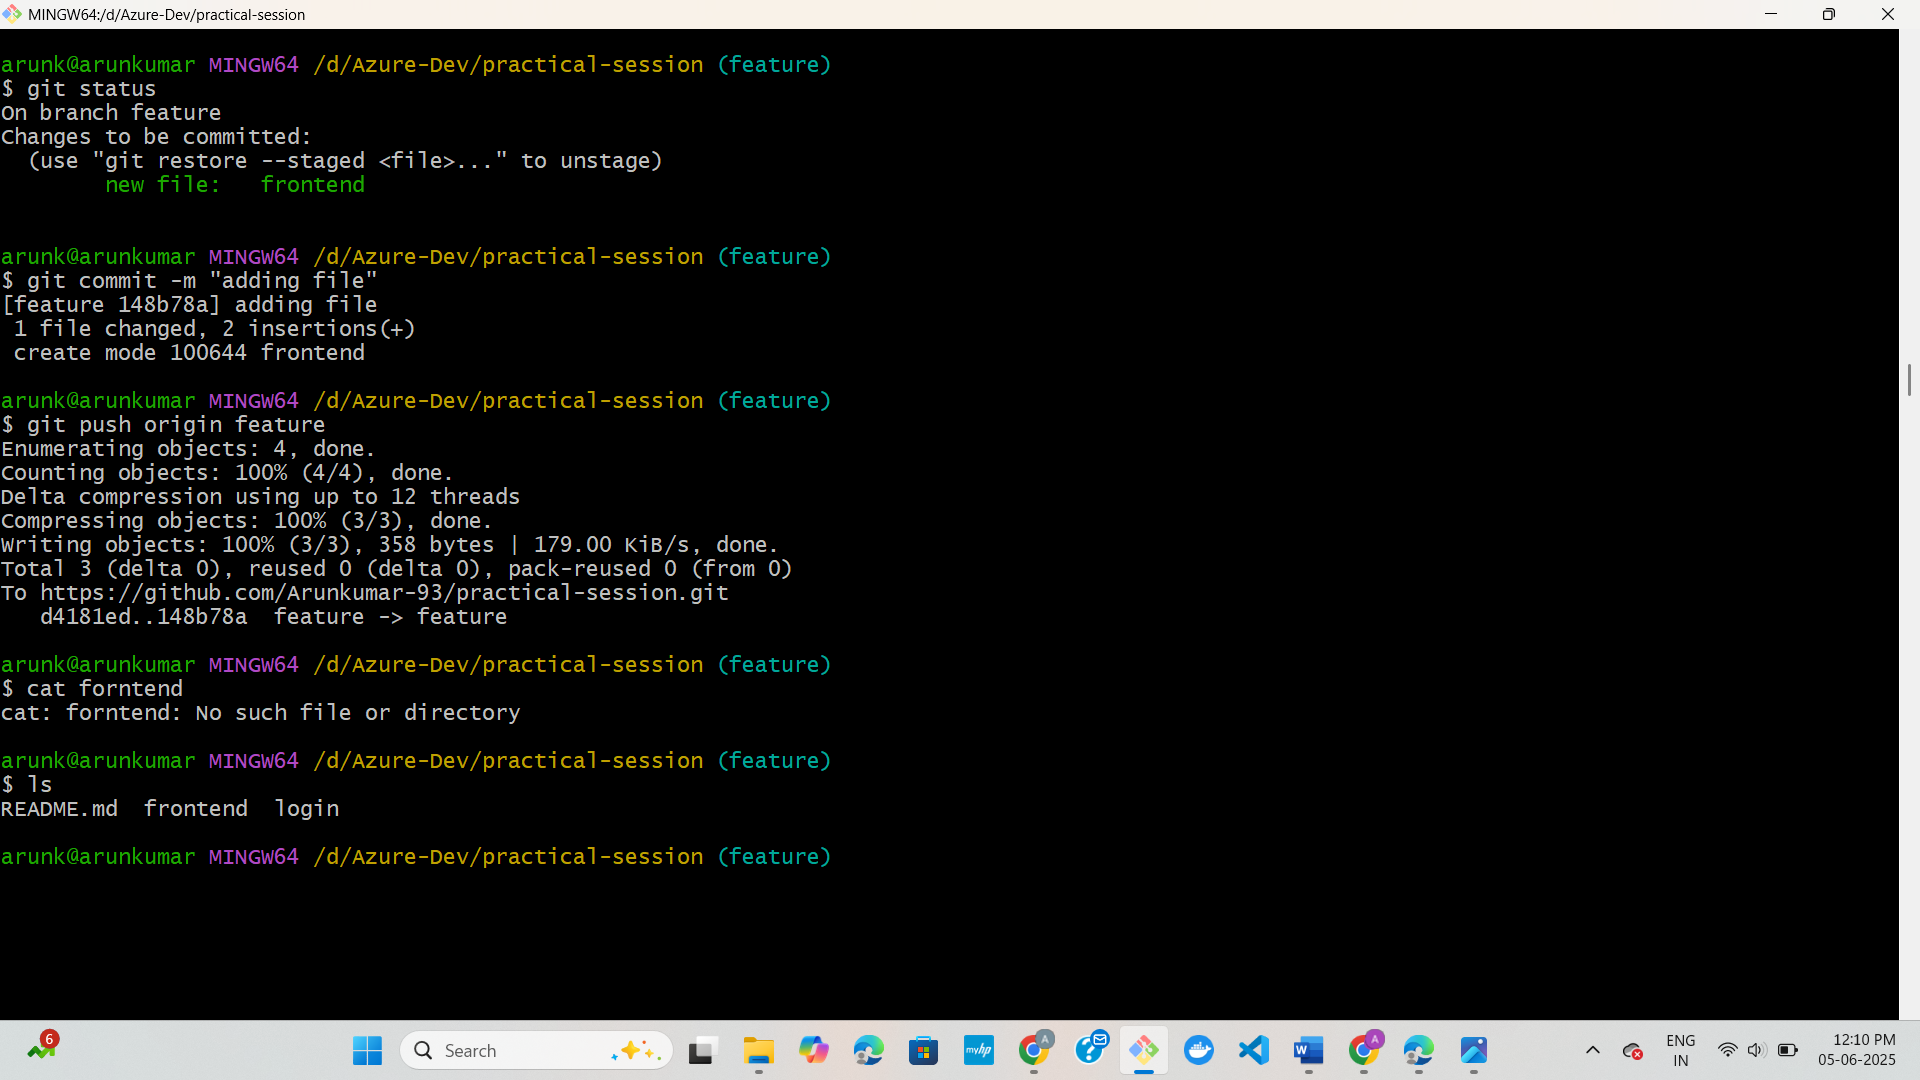 MINGW64:/d/Azure-Dev/practical-session
arunk@arunkumar MINGW64 /d/Azure-Dev/practical-session (feature)
$ git status
On branch feature
Changes to be committed:
  (use "git restore --staged <file>..." to unstage)
        new file:   frontend
arunk@arunkumar MINGW64 /d/Azure-Dev/practical-session (feature)
$ git commit -m "adding file"
[feature 148b78a] adding file
 1 file changed, 2 insertions(+)
 create mode 100644 frontend
arunk@arunkumar MINGW64 /d/Azure-Dev/practical-session (feature)
$ git push origin feature
Enumerating objects: 4, done.
Counting objects: 100% (4/4), done.
Delta compression using up to 12 threads
Compressing objects: 100% (3/3), done.
Writing objects: 100% (3/3), 358 bytes | 179.00 KiB/s, done.
Total 3 (delta 0), reused 0 (delta 0), pack-reused 0 (from 0)
To https://github.com/Arunkumar-93/practical-session.git
   d4181ed..148b78a  feature -> feature
arunk@arunkumar MINGW64 /d/Azure-Dev/practical-session (feature)
$ cat forntend
cat: forntend: No such file or directory
arunk@arunkumar MINGW64 /d/Azure-Dev/practical-session (feature)
$ ls
README.md  frontend  login
arunk@arunkumar MINGW64 /d/Azure-Dev/practical-session (feature)
6
Search
myhp
A
W
A
ENG
IN
12:10 PM
05-06-2025